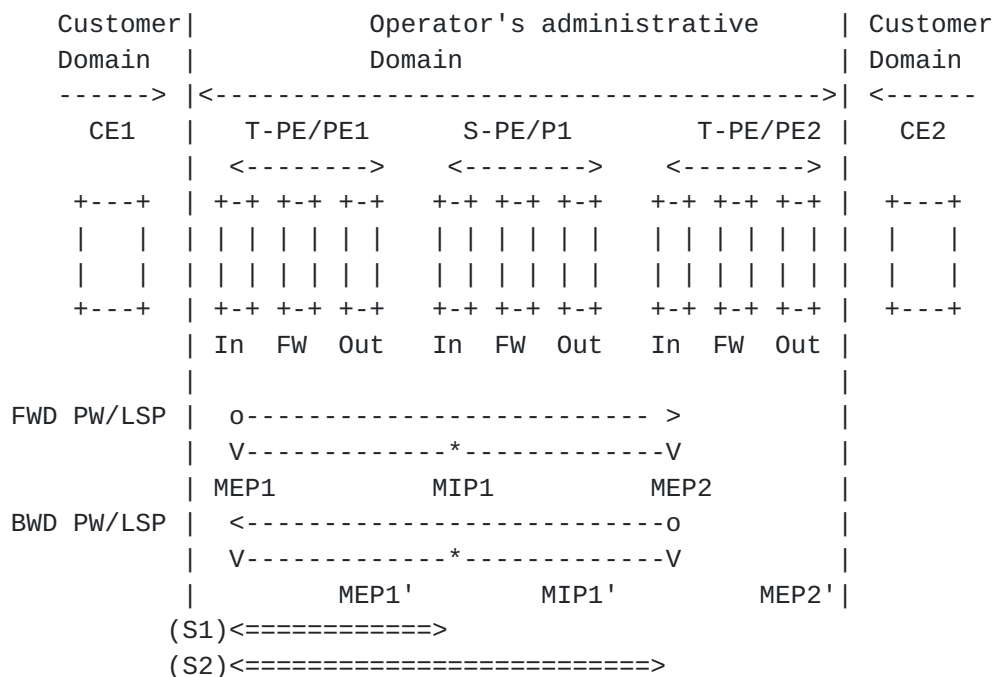 Customer|         Operator's administrative     | Customer
   Domain  |         Domain                        | Domain
   ------> |<------------------------------------->| <------
     CE1   |   T-PE/PE1     S-PE/P1      T-PE/PE2  |   CE2
           |  <-------->   <-------->   <-------->  |
    +---+  | +-+ +-+ +-+  +-+ +-+ +-+  +-+ +-+ +-+ |  +---+
    |   |  | | | | | | |  | | | | | |  | | | | | | |  |   |
    |   |  | | | | | | |  | | | | | |  | | | | | | |  |   |
    +---+  | +-+ +-+ +-+  +-+ +-+ +-+  +-+ +-+ +-+ |  +---+
           | In  FW  Out  In  FW  Out  In  FW  Out |
           |                                       |
FWD PW/LSP |  o------------------------- >         |
           |  V-------------*-------------V        |
           | MEP1         MIP1          MEP2       |
BWD PW/LSP |  <---------------------------o        |
           |  V-------------*-------------V        |
           |        MEP1'       MIP1'        MEP2'|
         (S1)<============>
         (S2)<==========================>